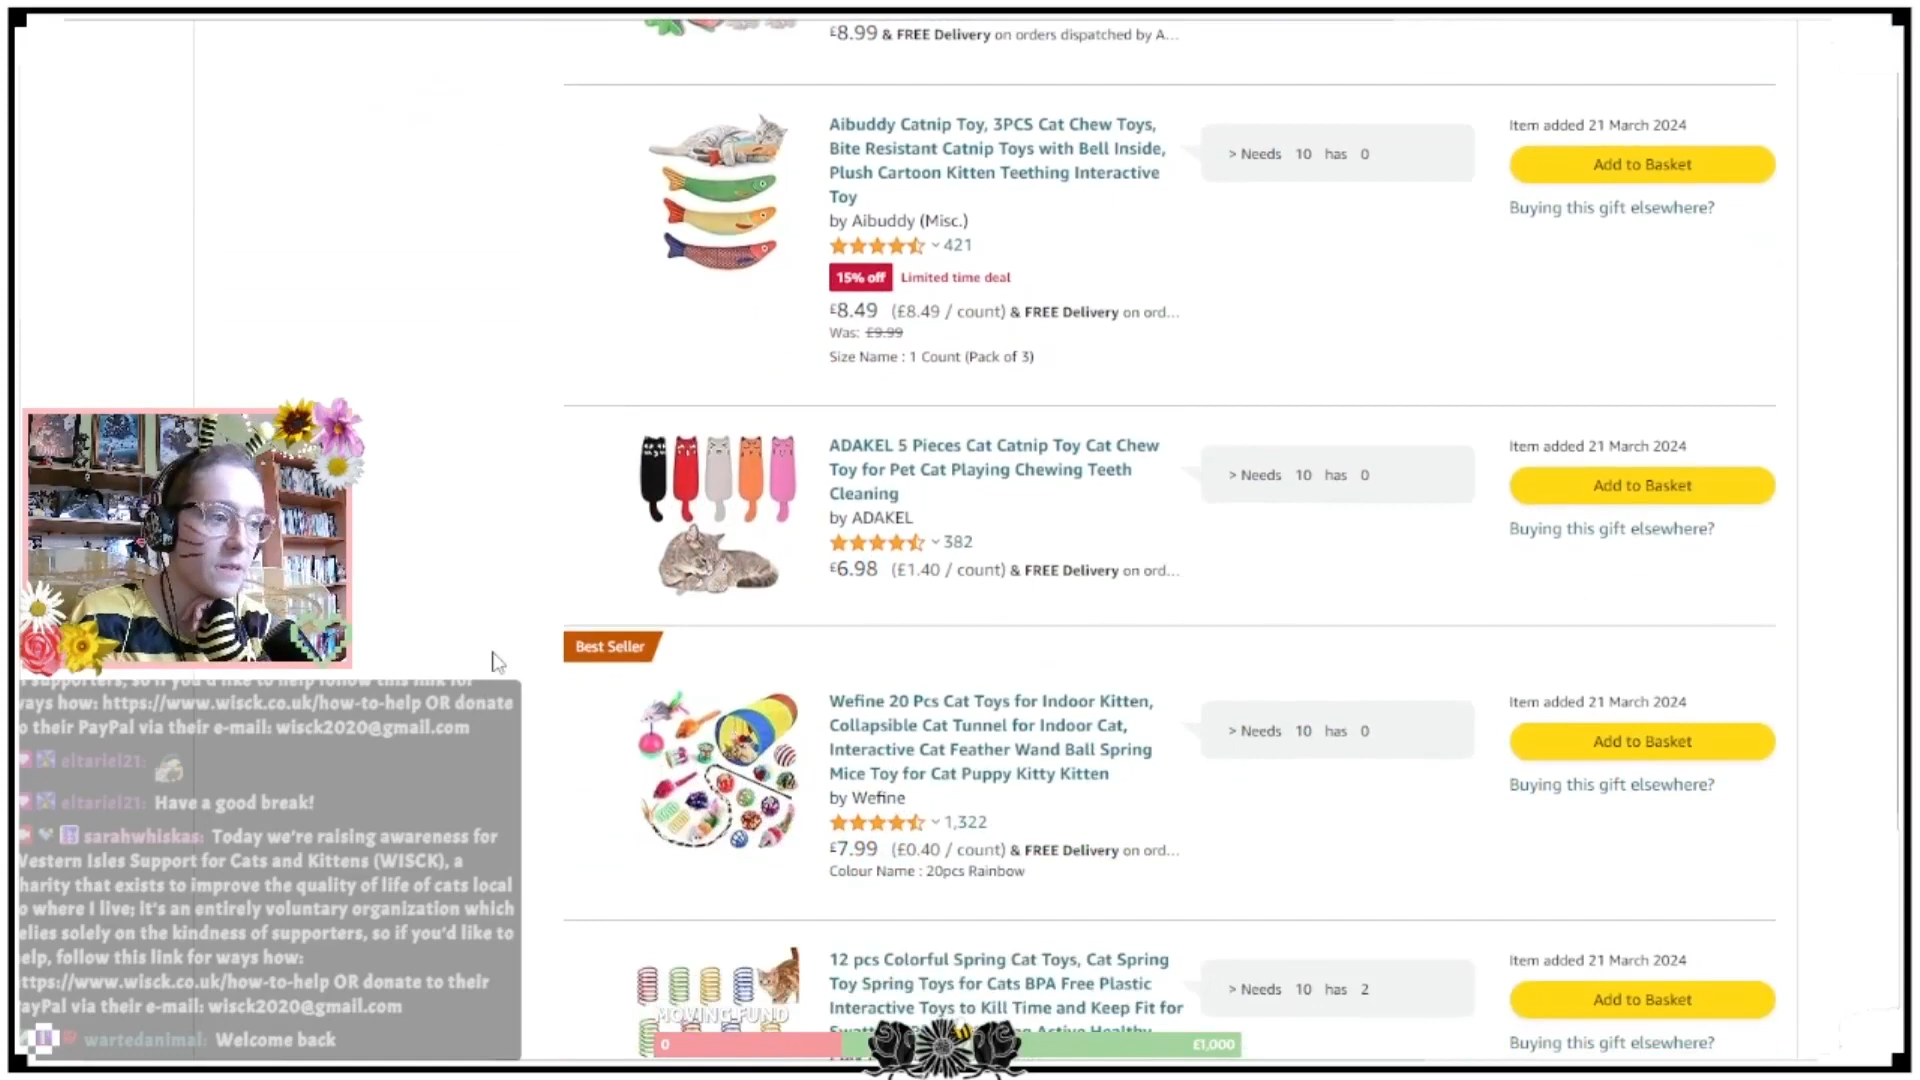 £8.99 & FREE Delivery on orders dispatched by A...
Aibuddy Catnip Toy, 3PCS Cat Chew Toys,
Bite Resistant Catnip Toys with Bell Inside,
Plush Cartoon Kitten Teething Interactive
Toy
by Aibuddy (Misc.)
421
15% off Limited time deal
£8.49 (£8.49 / count) & FREE Delivery on ord...
Was: £9.99
Size Name : 1 Count (Pack of 3)
> Needs 10 has 0
Item added 21 March 2024
Add to Basket
Buying this gift elsewhere?
ADAKEL 5 Pieces Cat Catnip Toy Cat Chew
Toy for Pet Cat Playing Chewing Teeth
Cleaning
by ADAKEL
382
£6.98 (£1.40 / count) & FREE Delivery on ord...
> Needs 10 has 0
Item added 21 March 2024
Add to Basket
Buying this gift elsewhere?
Best Seller
Wefine 20 Pcs Cat Toys for Indoor Kitten,
Collapsible Cat Tunnel for Indoor Cat,
Interactive Cat Feather Wand Ball Spring
Mice Toy for Cat Puppy Kitty Kitten
by Wefine
1,322
£7.99 (£0.40 / count) & FREE Delivery on ord...
Colour Name : 20pcs Rainbow
> Needs 10 has 0
Item added 21 March 2024
Add to Basket
Buying this gift elsewhere?
12 pcs Colorful Spring Cat Toys, Cat Spring
Toy Spring Toys for Cats BPA Free Plastic
Interactive Toys to Kill Time and Keep Fit for
Active Healthy
> Needs 10 has 2
Item added 21 March 2024
Add to Basket
Buying this gift elsewhere?
MOVING FUND
0 £1,000
supporters, so if you'd like to help follow this link for
ways how: https://www.wisck.co.uk/how-to-help OR donate
o their PayPal via their e-mail: wisck2020@gmail.com
eltariel21:
eltariel21: Have a good break!
sarahwhiskas: Today we're raising awareness for
Western Isles Support for Cats and Kittens (WISCK), a
harity that exists to improve the quality of life of cats local
o where I live; it's an entirely voluntary organization which
elies solely on the kindness of supporters, so if you'd like to
elp, follow this link for ways how:
ttps://www.wisck.co.uk/how-to-help OR donate to their
PayPal via their e-mail: wisck2020@gmail.com
wartedanimal: Welcome back